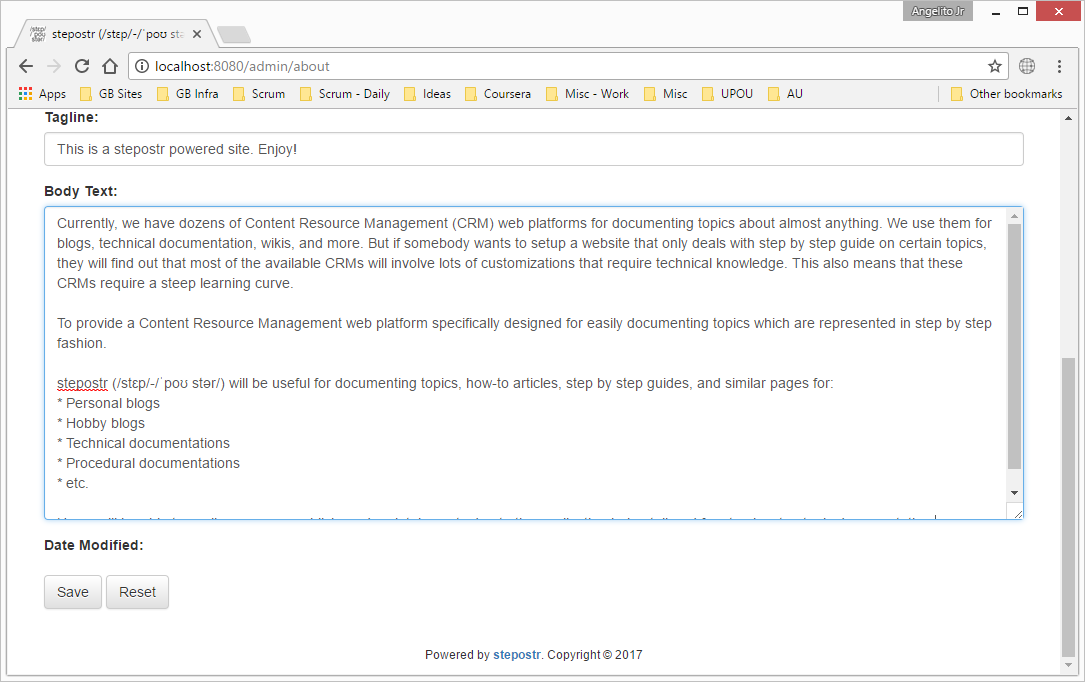 Angelito Jr
stepostr (/stɛp/-/ˈpoʊ stə
localhost:8080/admin/about
Apps GB Sites GB Infra Scrum Scrum - Daily Ideas Coursera Misc - Work Misc UPOU AU Other bookmarks
Tagline:
This is a stepostr powered site. Enjoy!
Body Text:
Currently, we have dozens of Content Resource Management (CRM) web platforms for documenting topics about almost anything. We use them for
blogs, technical documentation, wikis, and more. But if somebody wants to setup a website that only deals with step by step guide on certain topics,
they will find out that most of the available CRMs will involve lots of customizations that require technical knowledge. This also means that these
CRMs require a steep learning curve.
To provide a Content Resource Management web platform specifically designed for easily documenting topics which are represented in step by step
fashion.
stepostr (/stɛp/-/ˈpoʊ stər/) will be useful for documenting topics, how-to articles, step by step guides, and similar pages for:
* Personal blogs
* Hobby blogs
* Technical documentations
* Procedural documentations
* etc.
Date Modified:
Save Reset
Powered by stepostr. Copyright © 2017